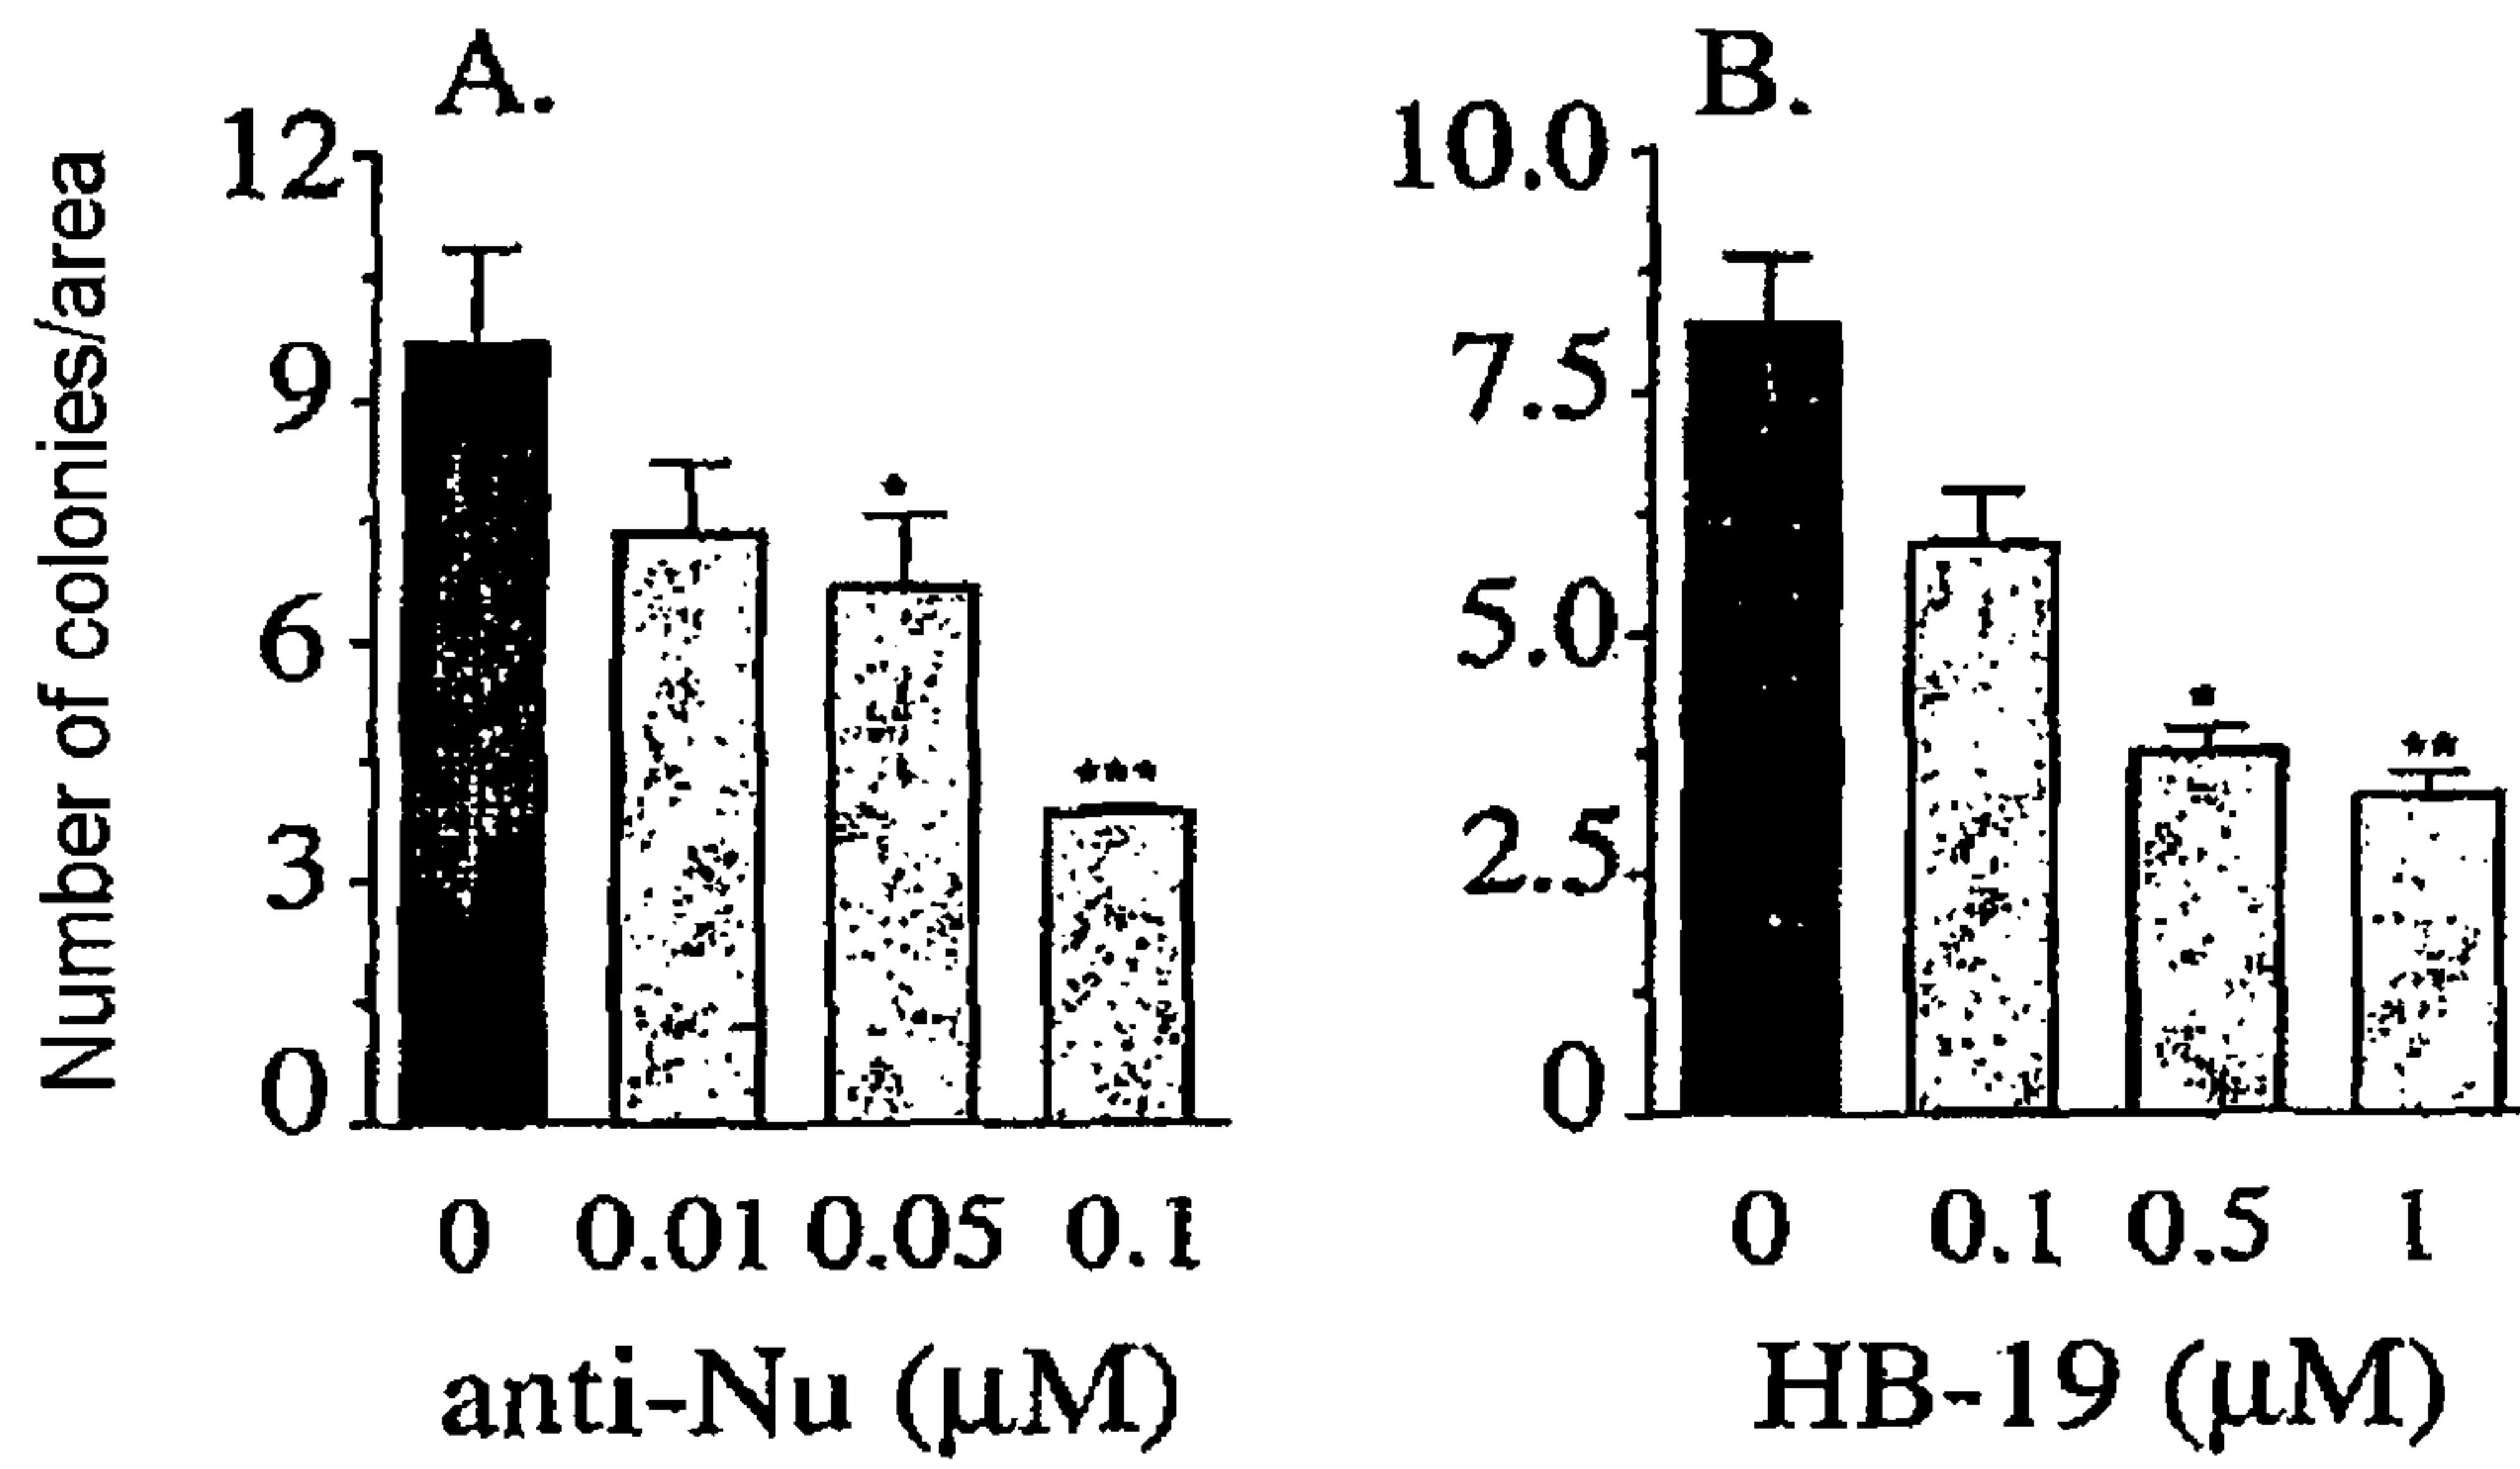 A.
B.
Number of colonies/area
12
9
6
3
0
10.0
7.5
5.0
2.5
0
*
***
*
**
0 0.01 0.05 0.1
0 0.1 0.5 1
anti-Nu (µM)
HB-19 (µM)